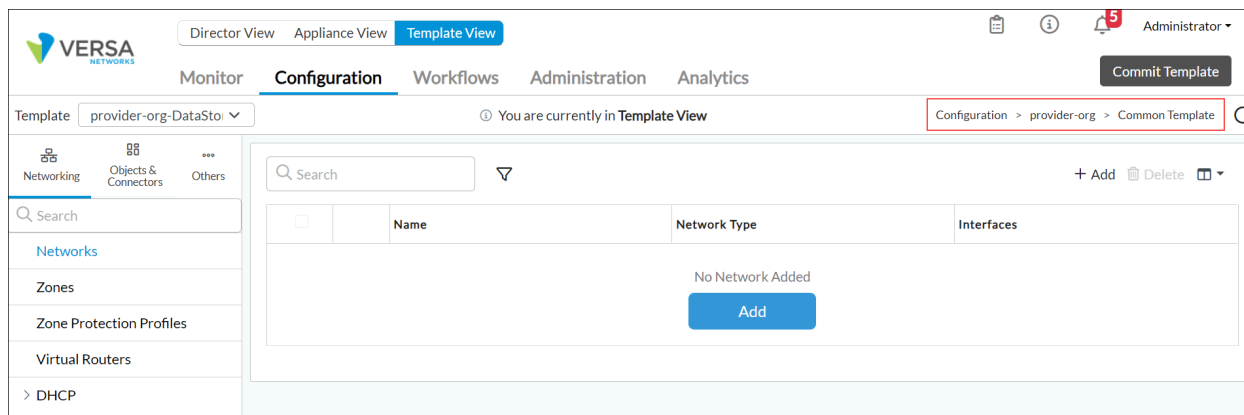 VERSA
NETWORKS
Director View Appliance View Template View
5
Administrator
Monitor Configuration Workflows Administration Analytics
Commit Template
Template provider-org-DataSto
You are currently in Template View
Configuration > provider-org > Common Template
Networking
Objects &
Connectors
Others
Search
Networks
Zones
Zone Protection Profiles
Virtual Routers
> DHCP
Search
+ Add Delete
Name Network Type Interfaces
No Network Added
Add